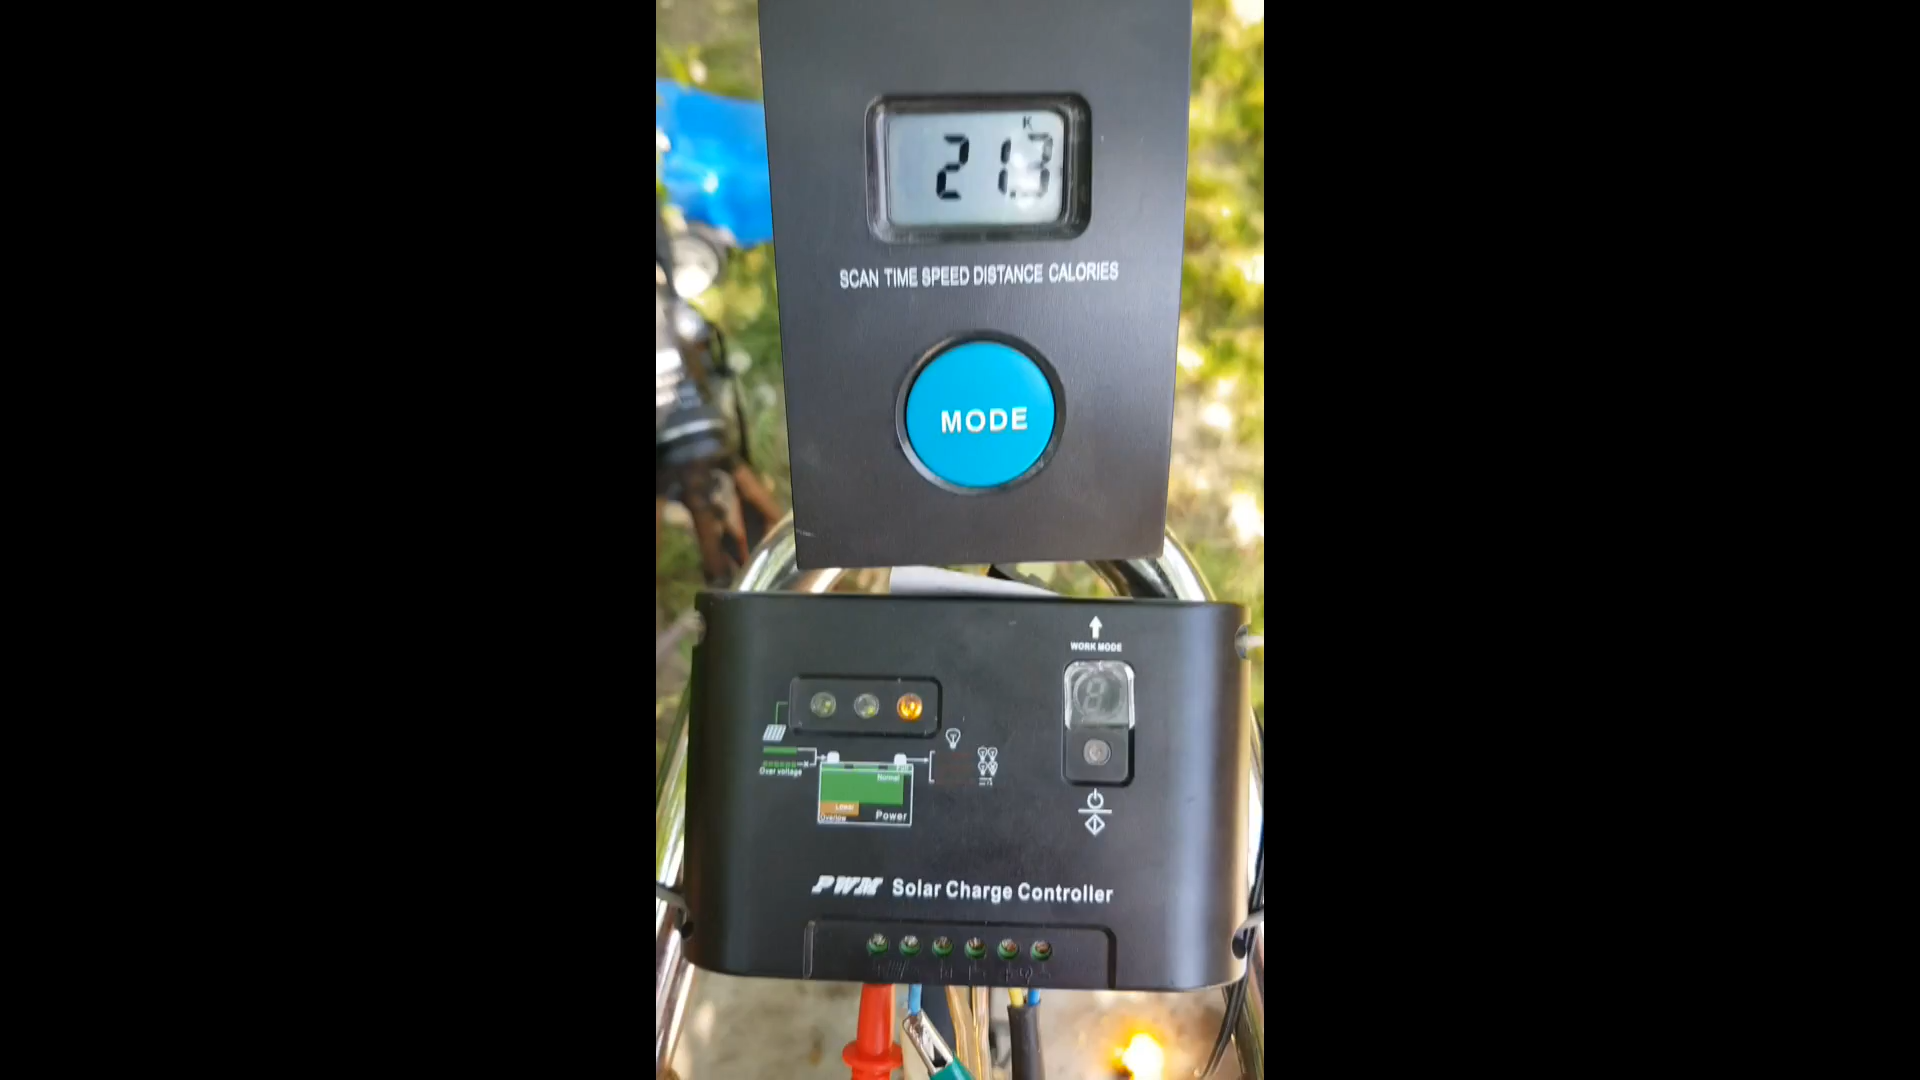 K
21.3
SCAN TIME SPEED DISTANCE CALORIES
MODE
WORK MODE
8
Over voltage
Normal
Lower
Overlow
Power
PWM Solar Charge Controller